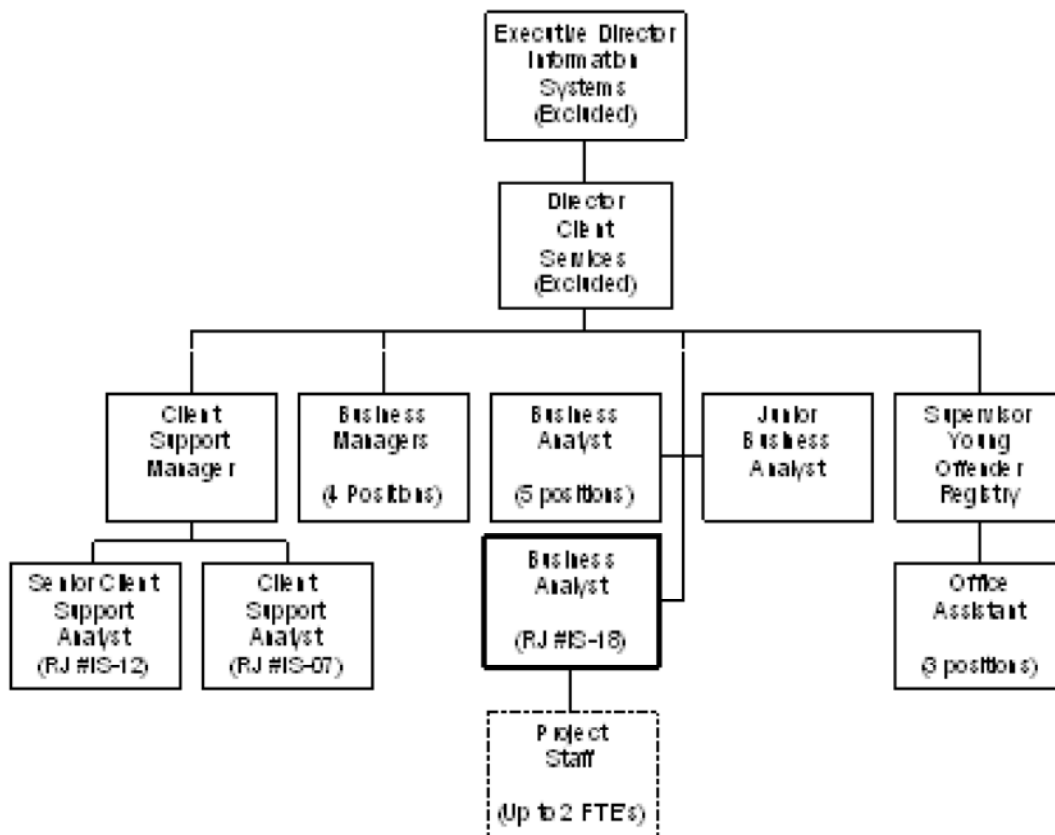 Executive Director
Information
Systems
(Excluded)
Director
Client
Services
(Excluded)
Client
Support
Manager
Business
Managers
(4 Positions)
Business
Analyst
(5 positions)
Junior
Business
Analyst
Supervisor
Young
Offender
Registry
Senior Client
Support
Analyst
(RJ #IS-12)
Client
Support
Analyst
(RJ #IS-07)
Business
Analyst
(RJ #IS-18)
Office
Assistant
(3 positions)
Project
Staff
(Up to 2 FTE's)